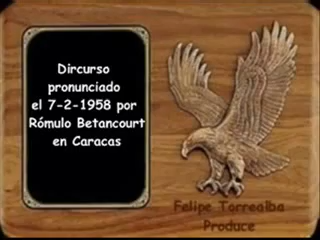 Dircurso
pronunciado
el 7-2-1958 por
Rómulo Betancourt
en Caracas
Felipe Torrealba
Produce